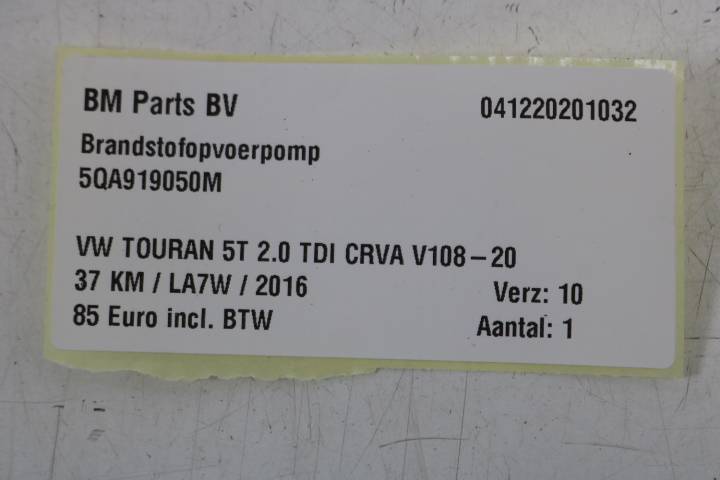 BM Parts BV 041220201032
Brandstofopvoerpomp
5QA919050M
VW TOURAN 5T 2.0 TDI CRVA V108-20
37 KM / LA7W / 2016 Verz: 10
85 Euro incl. BTW Aantal: 1